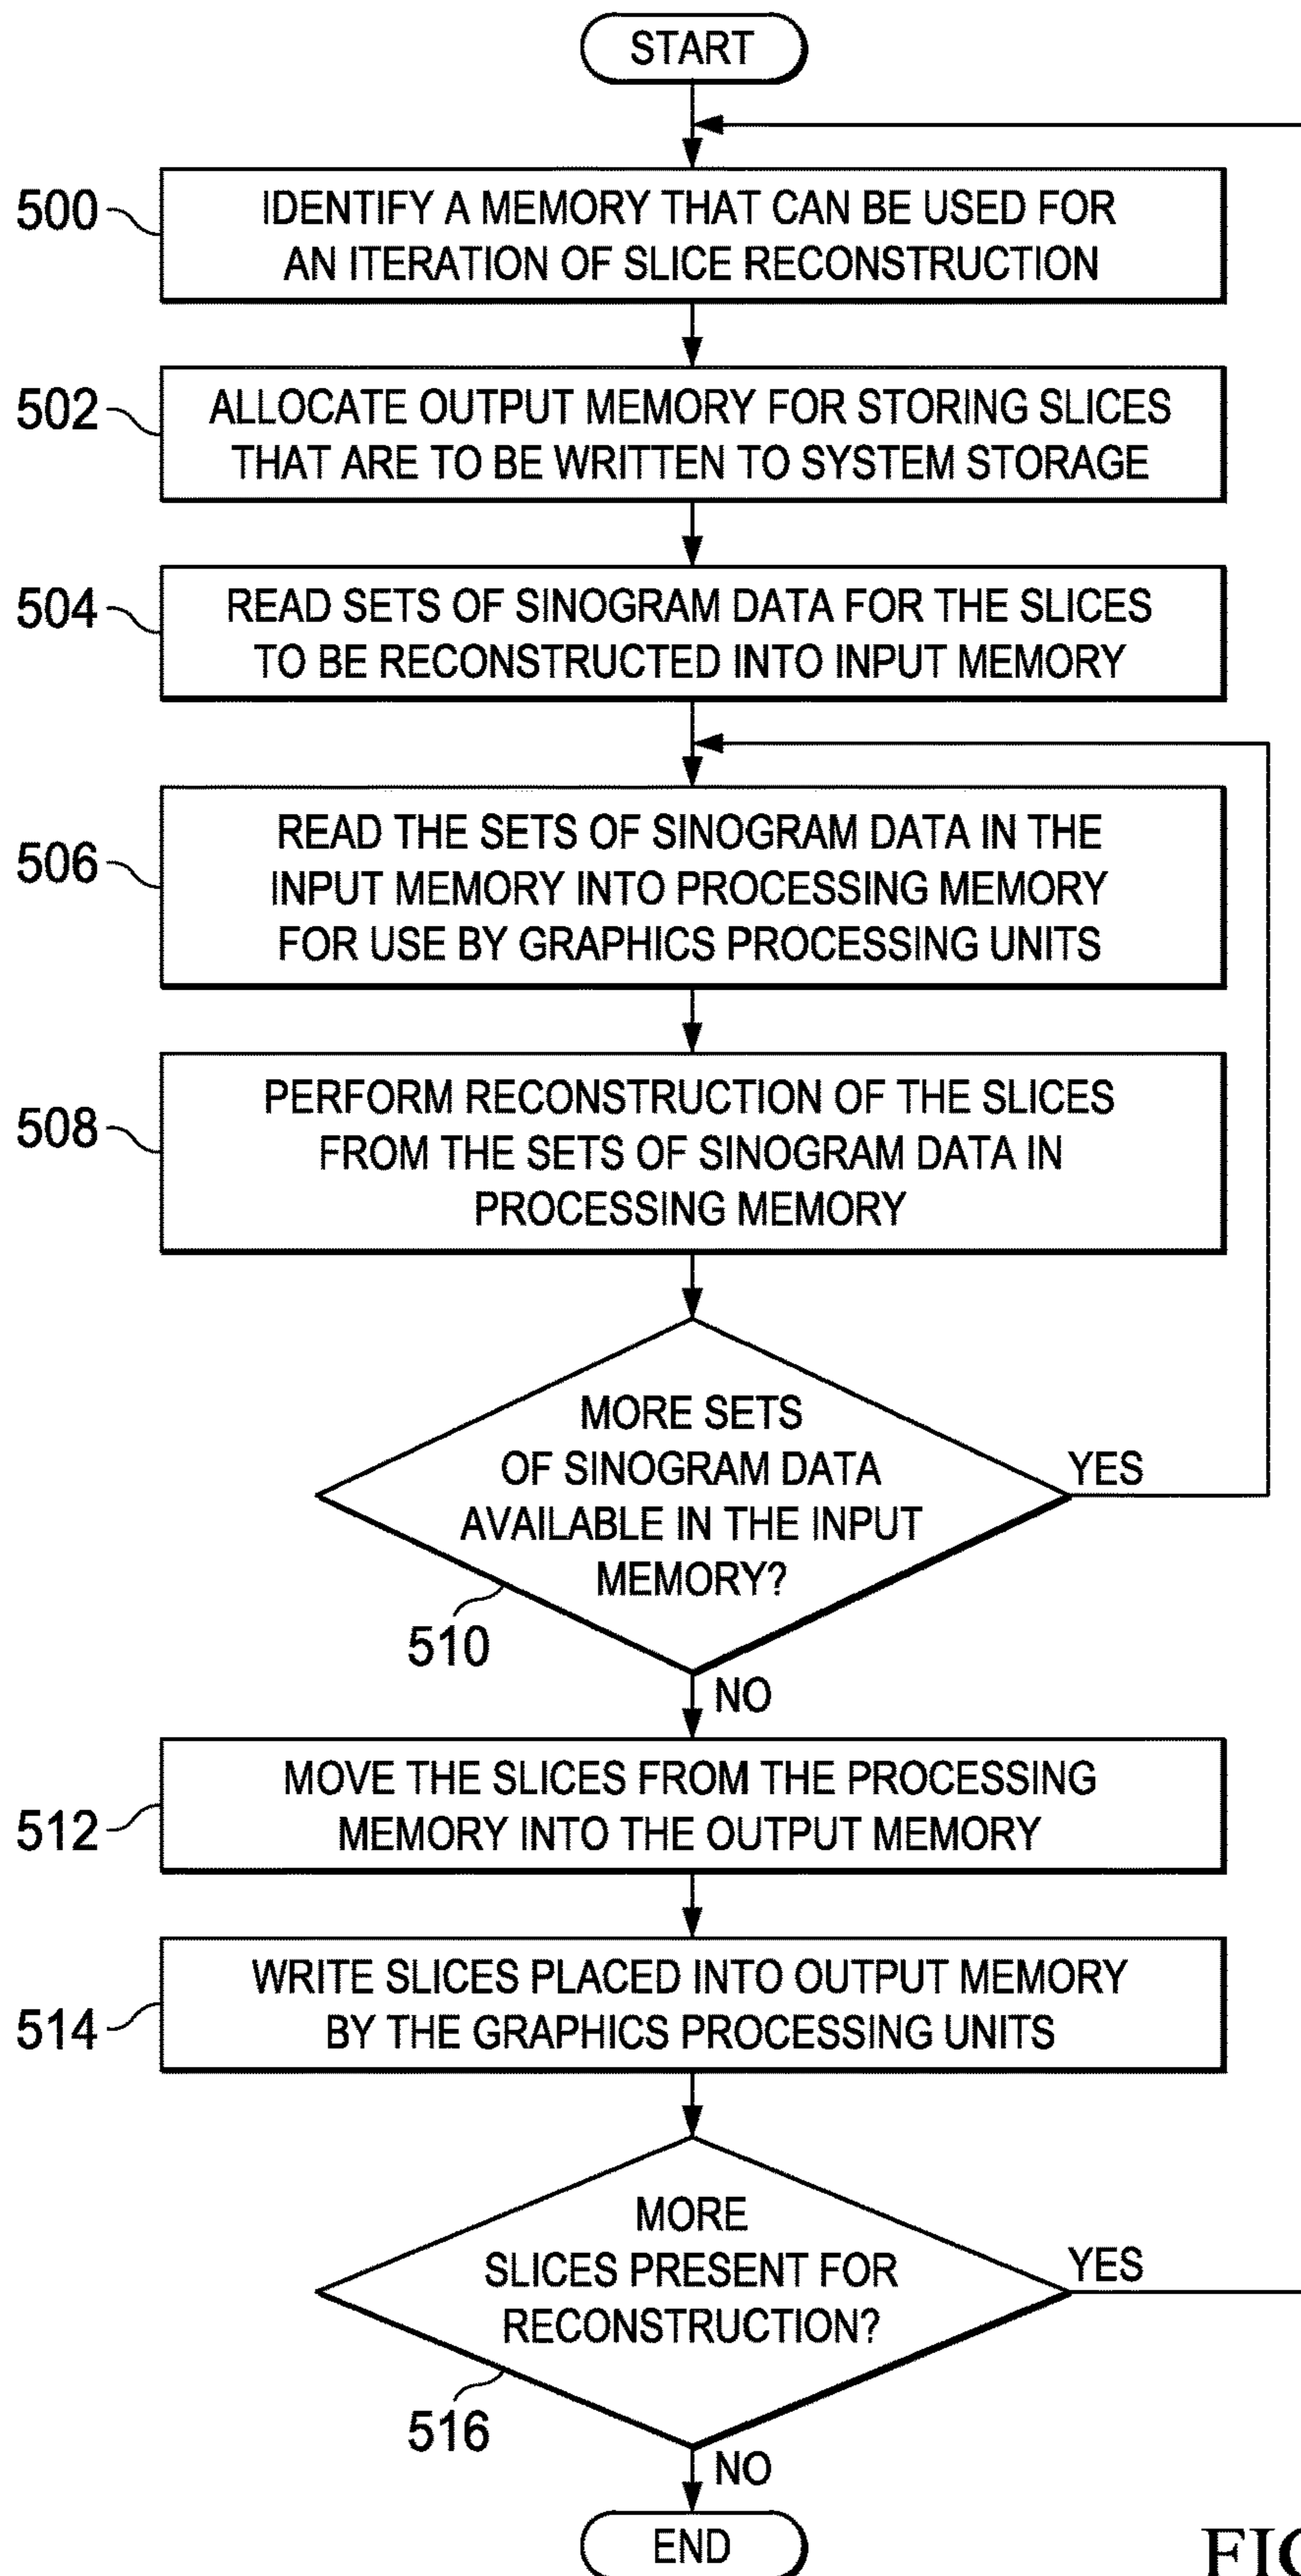 START
500
IDENTIFY A MEMORY THAT CAN BE USED FOR
AN ITERATION OF SLICE RECONSTRUCTION
502
ALLOCATE OUTPUT MEMORY FOR STORING SLICES
THAT ARE TO BE WRITTEN TO SYSTEM STORAGE
504
READ SETS OF SINOGRAM DATA FOR THE SLICES
TO BE RECONSTRUCTED INTO INPUT MEMORY
506
READ THE SETS OF SINOGRAM DATA IN THE
INPUT MEMORY INTO PROCESSING MEMORY
FOR USE BY GRAPHICS PROCESSING UNITS
508
PERFORM RECONSTRUCTION OF THE SLICES
FROM THE SETS OF SINOGRAM DATA IN
PROCESSING MEMORY
MORE SETS
OF SINOGRAM DATA
AVAILABLE IN THE INPUT
MEMORY?
YES
510
NO
512
MOVE THE SLICES FROM THE PROCESSING
MEMORY INTO THE OUTPUT MEMORY
514
WRITE SLICES PLACED INTO OUTPUT MEMORY
BY THE GRAPHICS PROCESSING UNITS
MORE
SLICES PRESENT FOR
RECONSTRUCTION?
YES
516
NO
END